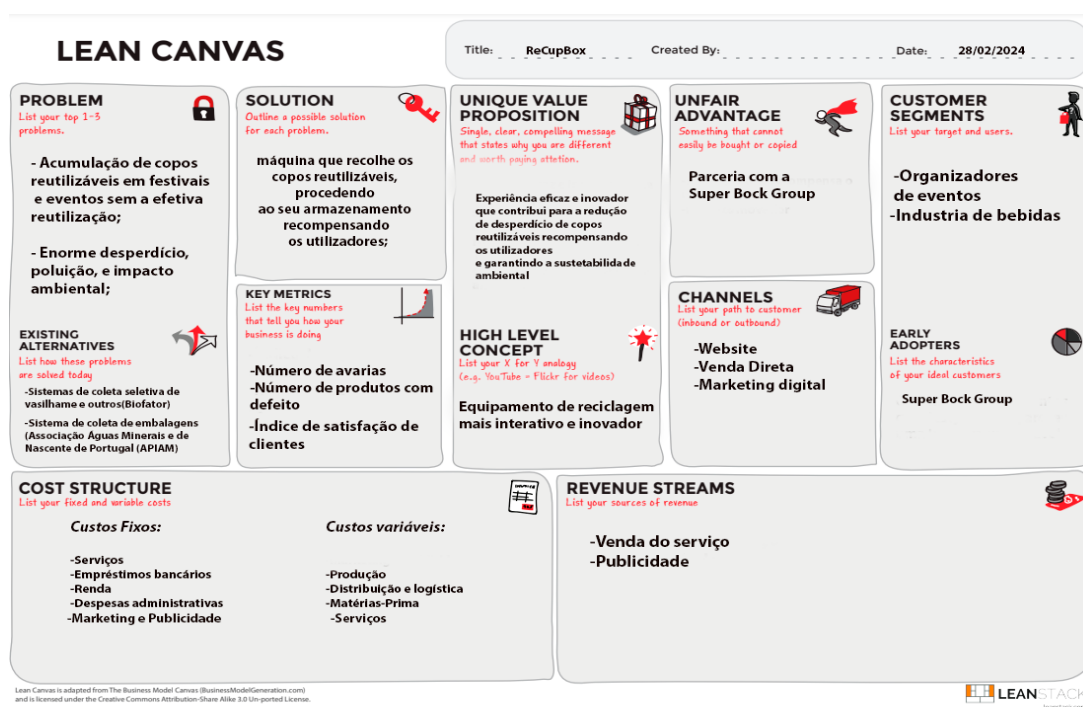 LEAN CANVAS
Title: ReCupBox Created By: Date: 28/02/2024
PROBLEM
List your top 1-3
problems.
- Acumulação de copos
reutilizáveis em festivais
e eventos sem a efetiva
reutilização;
- Enorme desperdício,
poluição, e impacto
ambiental;
EXISTING
ALTERNATIVES
List how these problems
are solved today
-Sistemas de coleta seletiva de
vasilhame e outros(Biofator)
-Sistema de coleta de embalagens
(Associação Águas Minerais e de
Nascente de Portugal (APIAM)
SOLUTION
Outline a possible solution
for each problem.
máquina que recolhe os
copos reutilizáveis,
procedendo
ao seu armazenamento
recompensando
os utilizadores;
KEY METRICS
List the key numbers
that tell you how your
business is doing
-Número de avarias
-Número de produtos com
defeito
-Índice de satisfação de
clientes
UNIQUE VALUE
PROPOSITION
Single, clear, compelling message
that states why you are different
and worth paying attetion.
Experiência eficaz e inovador
que contribui para a redução
de desperdício de copos
reutilizáveis recompensando
os utilizadores
e garantindo a sustetabilidade
ambiental
HIGH LEVEL
CONCEPT
List your X for Y analogy
(e.g. YouTube = Flickr for videos)
Equipamento de reciclagem
mais interativo e inovador
UNFAIR
ADVANTAGE
Something that cannot
easily be bought or copied
Parceria com a
Super Bock Group
CHANNELS
List your path to customer
(inbound or outbound)
-Website
-Venda Direta
-Marketing digital
CUSTOMER
SEGMENTS
List your target and users.
-Organizadores
de eventos
-Industria de bebidas
EARLY
ADOPTERS
List the characteristics
of your ideal customers
Super Bock Group
COST STRUCTURE
List your fixed and variable costs
Custos Fixos:
-Serviços
-Empréstimos bancários
-Renda
-Despesas administrativas
-Marketing e Publicidade
Custos variáveis:
-Produção
-Distribuição e logística
-Matérias-Prima
-Serviços
REVENUE STREAMS
List your sources of revenue
-Venda do serviço
-Publicidade
Lean Canvas is adapted from The Business Model Canvas (BusinessModelGeneration.com)
and is licensed under the Creative Commons Attribution-Share Alike 3.0 Un-ported License.
LEANSTACK